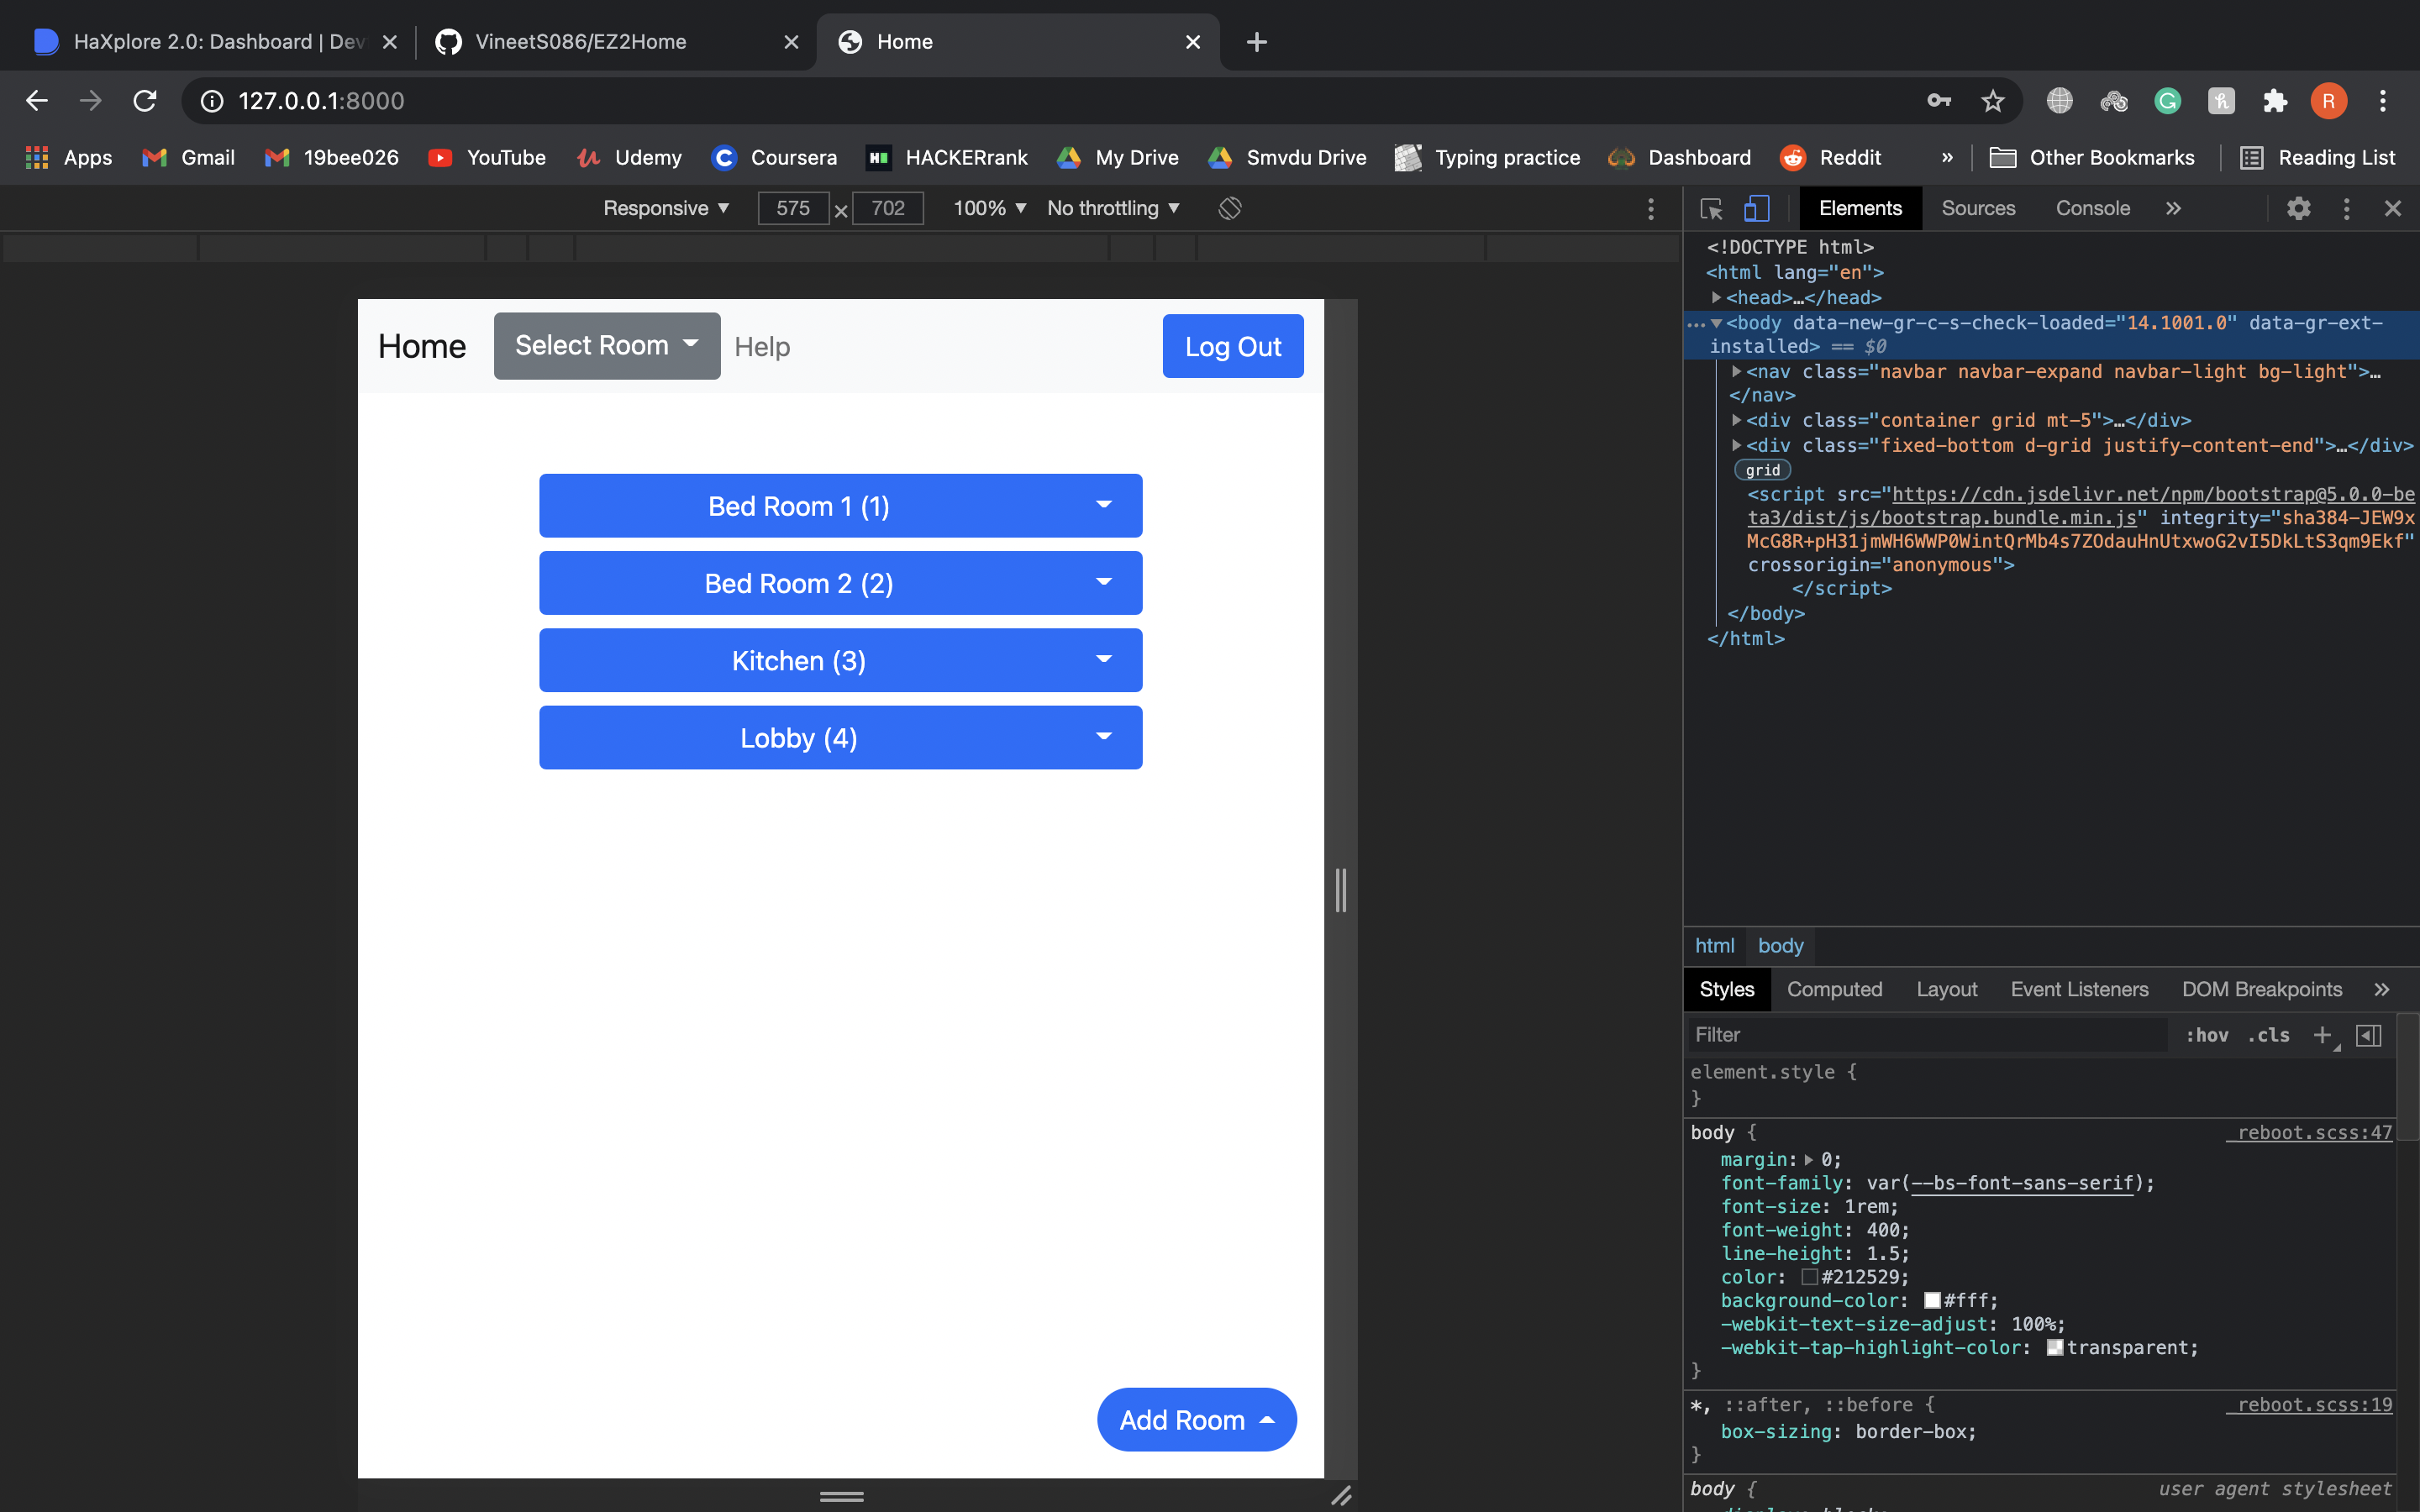 HaXplore 2.0: Dashboard | Dev
VineetS086/EZ2Home
Home
127.0.0.1:8000
R
Apps
Gmail
19bee026
YouTube
Udemy
Coursera
HACKERrank
My Drive
Smvdu Drive
Typing practice
Dashboard
Reddit
»
Other Bookmarks
Reading List
Responsive ▼ 575 × 702 100% ▼ No throttling ▼
Home
Select Room
Help
Log Out
Bed Room 1 (1)
Bed Room 2 (2)
Kitchen (3)
Lobby (4)
Add Room
Elements Sources Console »
<!DOCTYPE html>
<html lang="en">
<head>…</head>
<body data-new-gr-c-s-check-loaded="14.1001.0" data-gr-ext-
installed> == $0
<nav class="navbar navbar-expand navbar-light bg-light">…
</nav>
<div class="container grid mt-5">…</div>
<div class="fixed-bottom d-grid justify-content-end">…</div>
grid
<script src="https://cdn.jsdelivr.net/npm/bootstrap@5.0.0-be
ta3/dist/js/bootstrap.bundle.min.js" integrity="sha384-JEW9x
McG8R+pH31jmWH6WWP0WintQrMb4s7ZOdauHnUtxwoG2vI5DkLtS3qm9Ekf"
crossorigin="anonymous">
</script>
</body>
</html>
html body
Styles Computed Layout Event Listeners DOM Breakpoints »
Filter :hov .cls +
element.style {
}
body { _reboot.scss:47
margin: 0;
font-family: var(--bs-font-sans-serif);
font-size: 1rem;
font-weight: 400;
line-height: 1.5;
color: #212529;
background-color: #fff;
-webkit-text-size-adjust: 100%;
-webkit-tap-highlight-color: transparent;
}
*, ::after, ::before { _reboot.scss:19
box-sizing: border-box;
}
body { user agent stylesheet